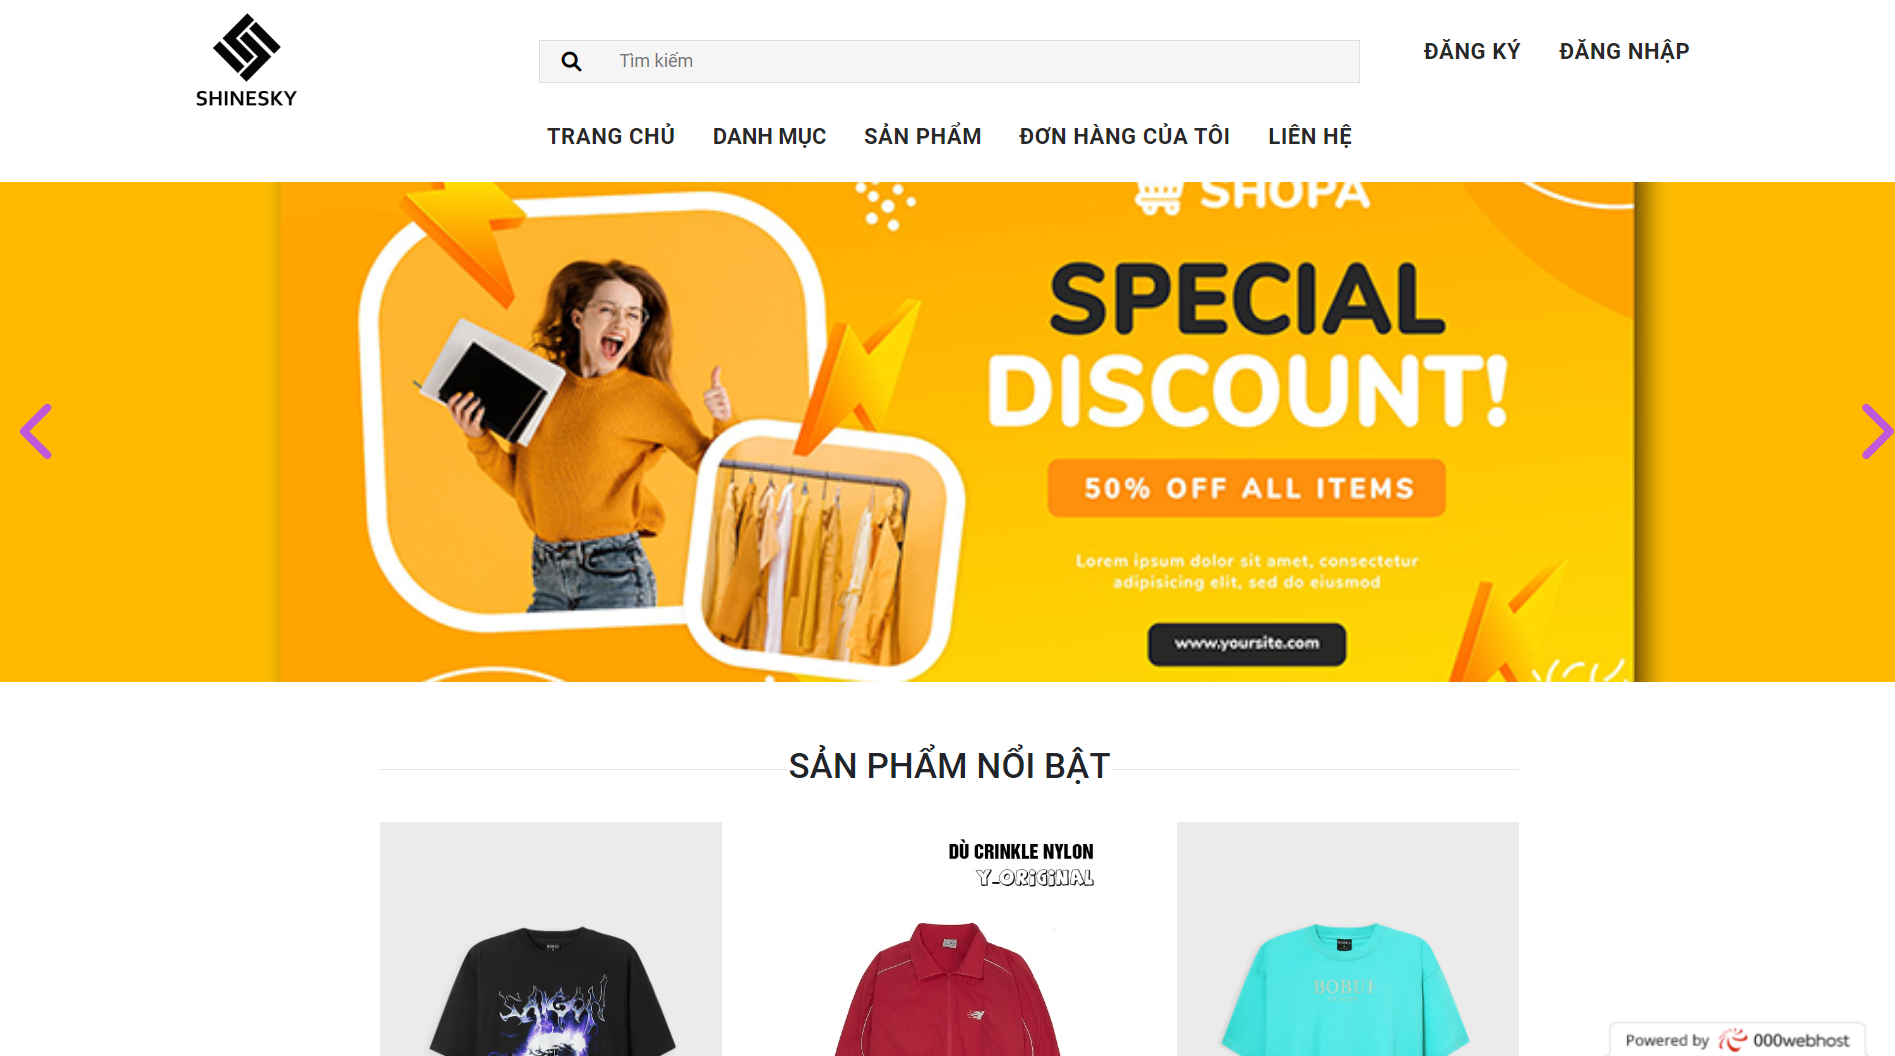 SHINESKY
Tìm kiếm
ĐĂNG KÝ
ĐĂNG NHẬP
TRANG CHỦ
DANH MỤC
SẢN PHẨM
ĐƠN HÀNG CỦA TÔI
LIÊN HỆ
SHOPA
SPECIAL
DISCOUNT!
50% OFF ALL ITEMS
Lorem ipsum dolor sit amet, consectetur
adipisicing elit, sed do eiusmod
www.yoursite.com
SẢN PHẨM NỔI BẬT
DÙ CRINKLE NYLON
Y_ORIGINAL
SAIGON
BOBUI
Powered by 000webhost